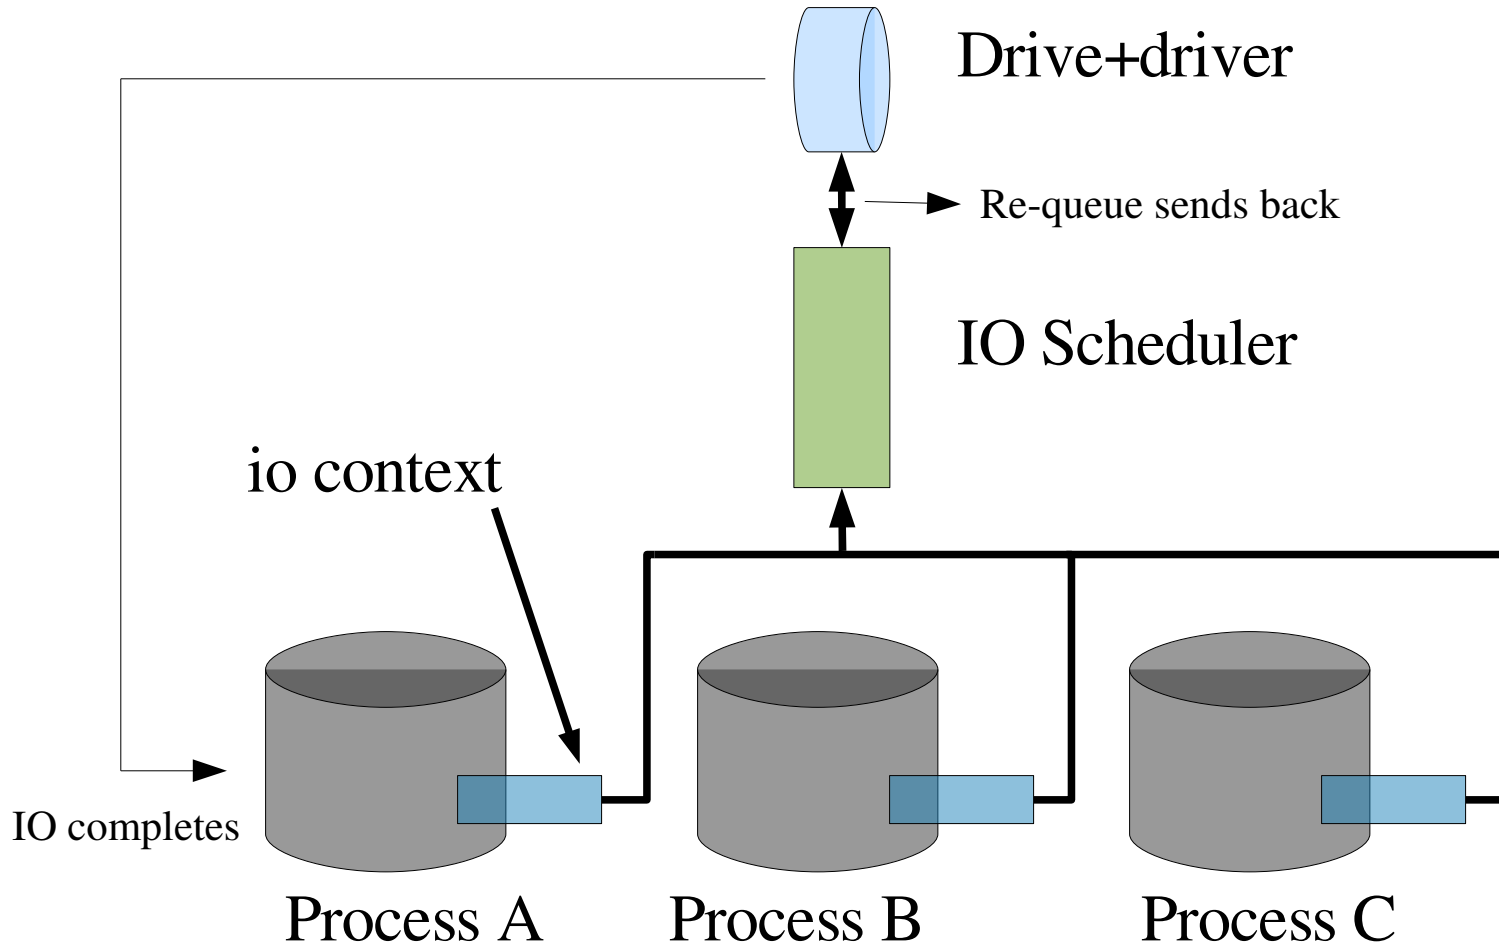 Drive+driver
Re-queue sends back
IO Scheduler
io context
IO completes
Process A
Process B
Process C